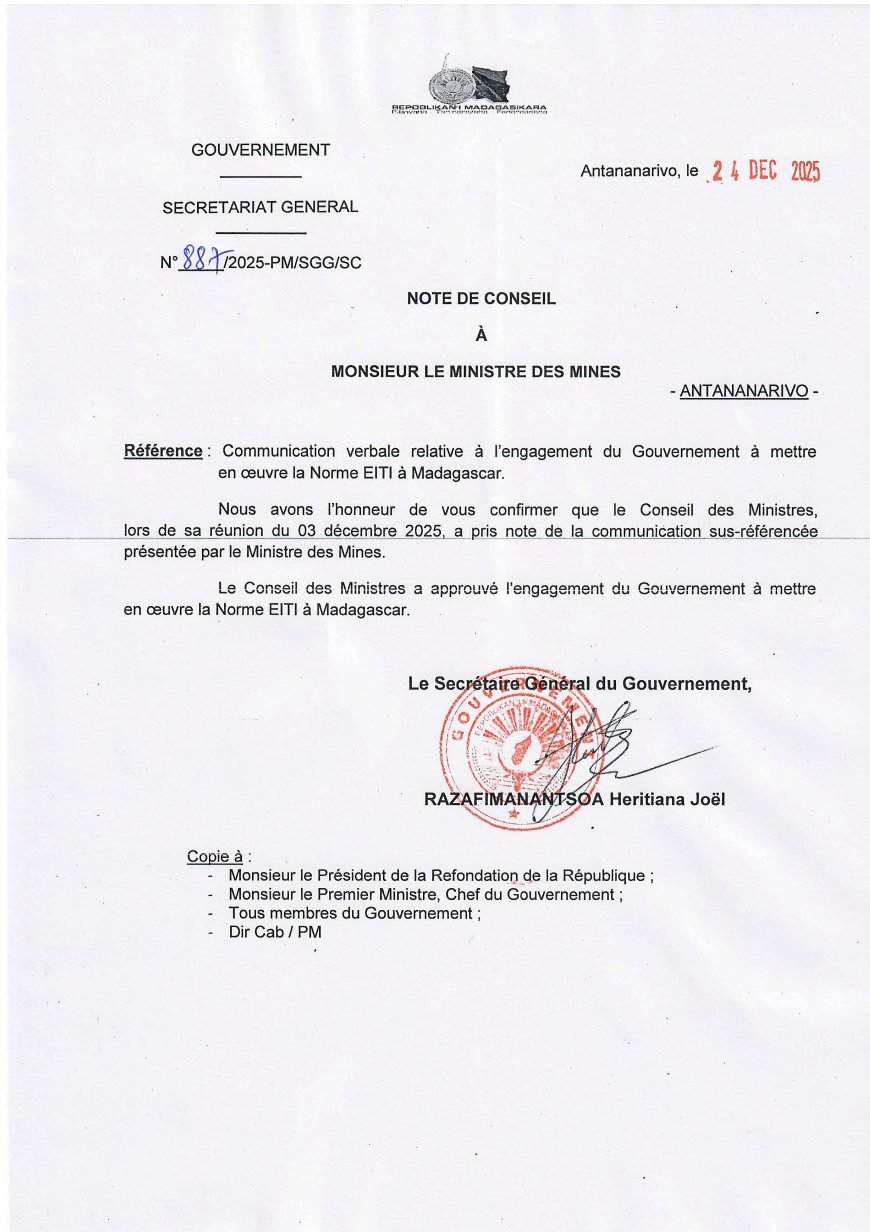 REPOBLIKAN'I MADAGASIKARA
Fitiavana - Tanindrazana - Fandrosoana
GOUVERNEMENT
Antananarivo, le 24 DEC 2025
SECRETARIAT GENERAL
N° 887/2025-PM/SGG/SC
NOTE DE CONSEIL
À
MONSIEUR LE MINISTRE DES MINES
- ANTANANARIVO -
Référence : Communication verbale relative à l'engagement du Gouvernement à mettre
en œuvre la Norme EITI à Madagascar.
Nous avons l'honneur de vous confirmer que le Conseil des Ministres,
lors de sa réunion du 03 décembre 2025, a pris note de la communication sus-référencée
présentée par le Ministre des Mines.
Le Conseil des Ministres a approuvé l'engagement du Gouvernement à mettre
en œuvre la Norme EITI à Madagascar.
Le Secrétaire Général du Gouvernement,
GOUVERNEMENT
RAZAFIMANANTSOA Heritiana Joël
Copie à :
- Monsieur le Président de la Refondation de la République ;
- Monsieur le Premier Ministre, Chef du Gouvernement ;
- Tous membres du Gouvernement ;
- Dir Cab / PM